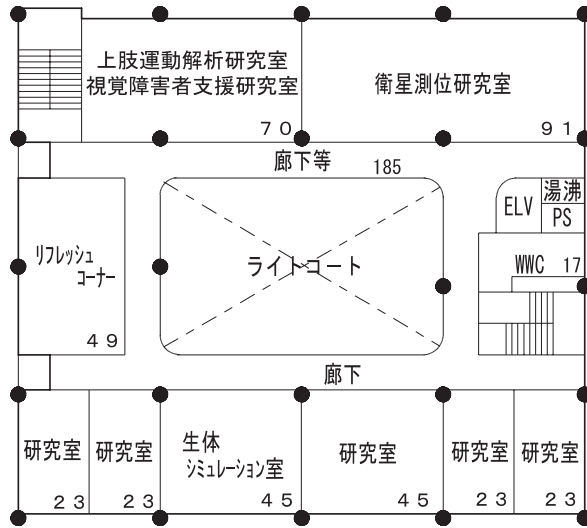 上肢運動解析研究室
視覚障害者支援研究室
70
衛星測位研究室
91
廊下等
185
ELV
湯沸
PS
リフレッシュ
コーナー
49
ライトコート
WWC 17
廊下
研究室
23
研究室
23
生体
シミュレーション室
45
研究室
45
研究室
23
研究室
23